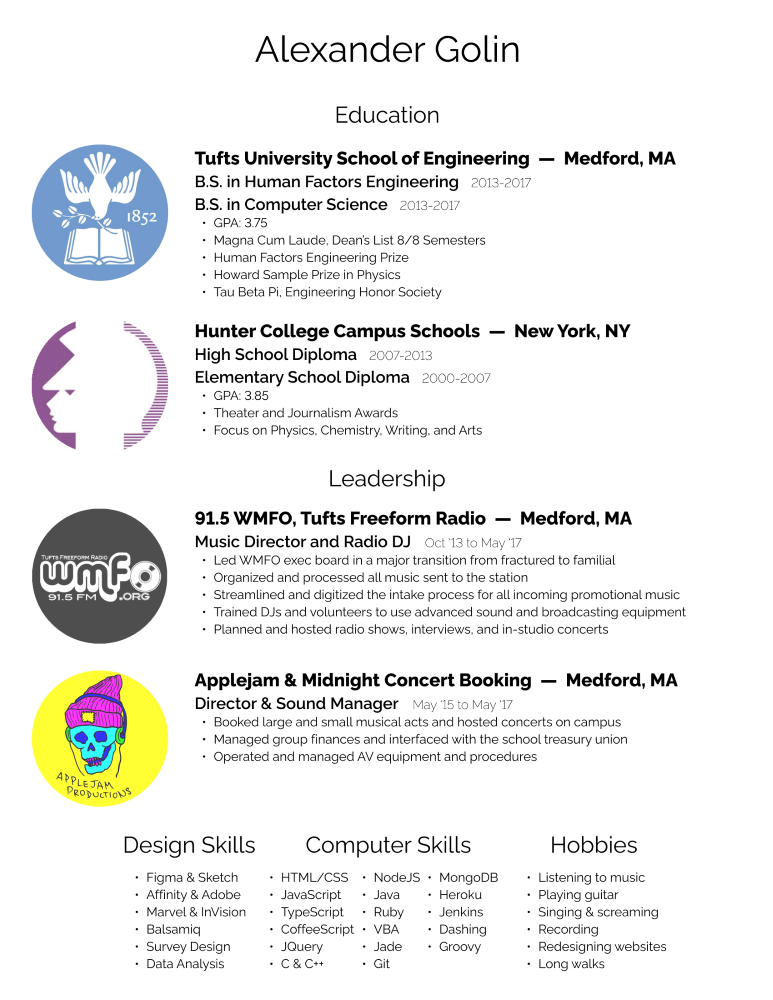 Alexander Golin
Education
1852
Tufts University School of Engineering — Medford, MA
B.S. in Human Factors Engineering 2013-2017
B.S. in Computer Science 2013-2017
• GPA: 3.75
• Magna Cum Laude, Dean's List 8/8 Semesters
• Human Factors Engineering Prize
• Howard Sample Prize in Physics
• Tau Beta Pi, Engineering Honor Society
Hunter College Campus Schools — New York, NY
High School Diploma 2007-2013
Elementary School Diploma 2000-2007
• GPA: 3.85
• Theater and Journalism Awards
• Focus on Physics, Chemistry, Writing, and Arts
Leadership
TUFTS FREEFORM RADIO
wmfo
91.5 FM .ORG
91.5 WMFO, Tufts Freeform Radio — Medford, MA
Music Director and Radio DJ Oct '13 to May '17
• Led WMFO exec board in a major transition from fractured to familial
• Organized and processed all music sent to the station
• Streamlined and digitized the intake process for all incoming promotional music
• Trained DJs and volunteers to use advanced sound and broadcasting equipment
• Planned and hosted radio shows, interviews, and in-studio concerts
APPLEJAM
PRODUCTIONS
Applejam & Midnight Concert Booking — Medford, MA
Director & Sound Manager May '15 to May '17
• Booked large and small musical acts and hosted concerts on campus
• Managed group finances and interfaced with the school treasury union
• Operated and managed AV equipment and procedures
Design Skills
• Figma & Sketch
• Affinity & Adobe
• Marvel & InVision
• Balsamiq
• Survey Design
• Data Analysis
Computer Skills
• HTML/CSS • NodeJS • MongoDB
• JavaScript • Java • Heroku
• TypeScript • Ruby • Jenkins
• CoffeeScript • VBA • Dashing
• JQuery • Jade • Groovy
• C & C++ • Git
Hobbies
• Listening to music
• Playing guitar
• Singing & screaming
• Recording
• Redesigning websites
• Long walks